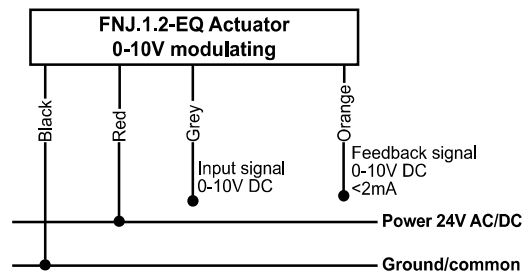 FNJ.1.2-EQ Actuator
0-10V modulating
Black
Red
Grey
Orange
Input signal
0-10V DC
Feedback signal
0-10V DC
<2mA
Power 24V AC/DC
Ground/common